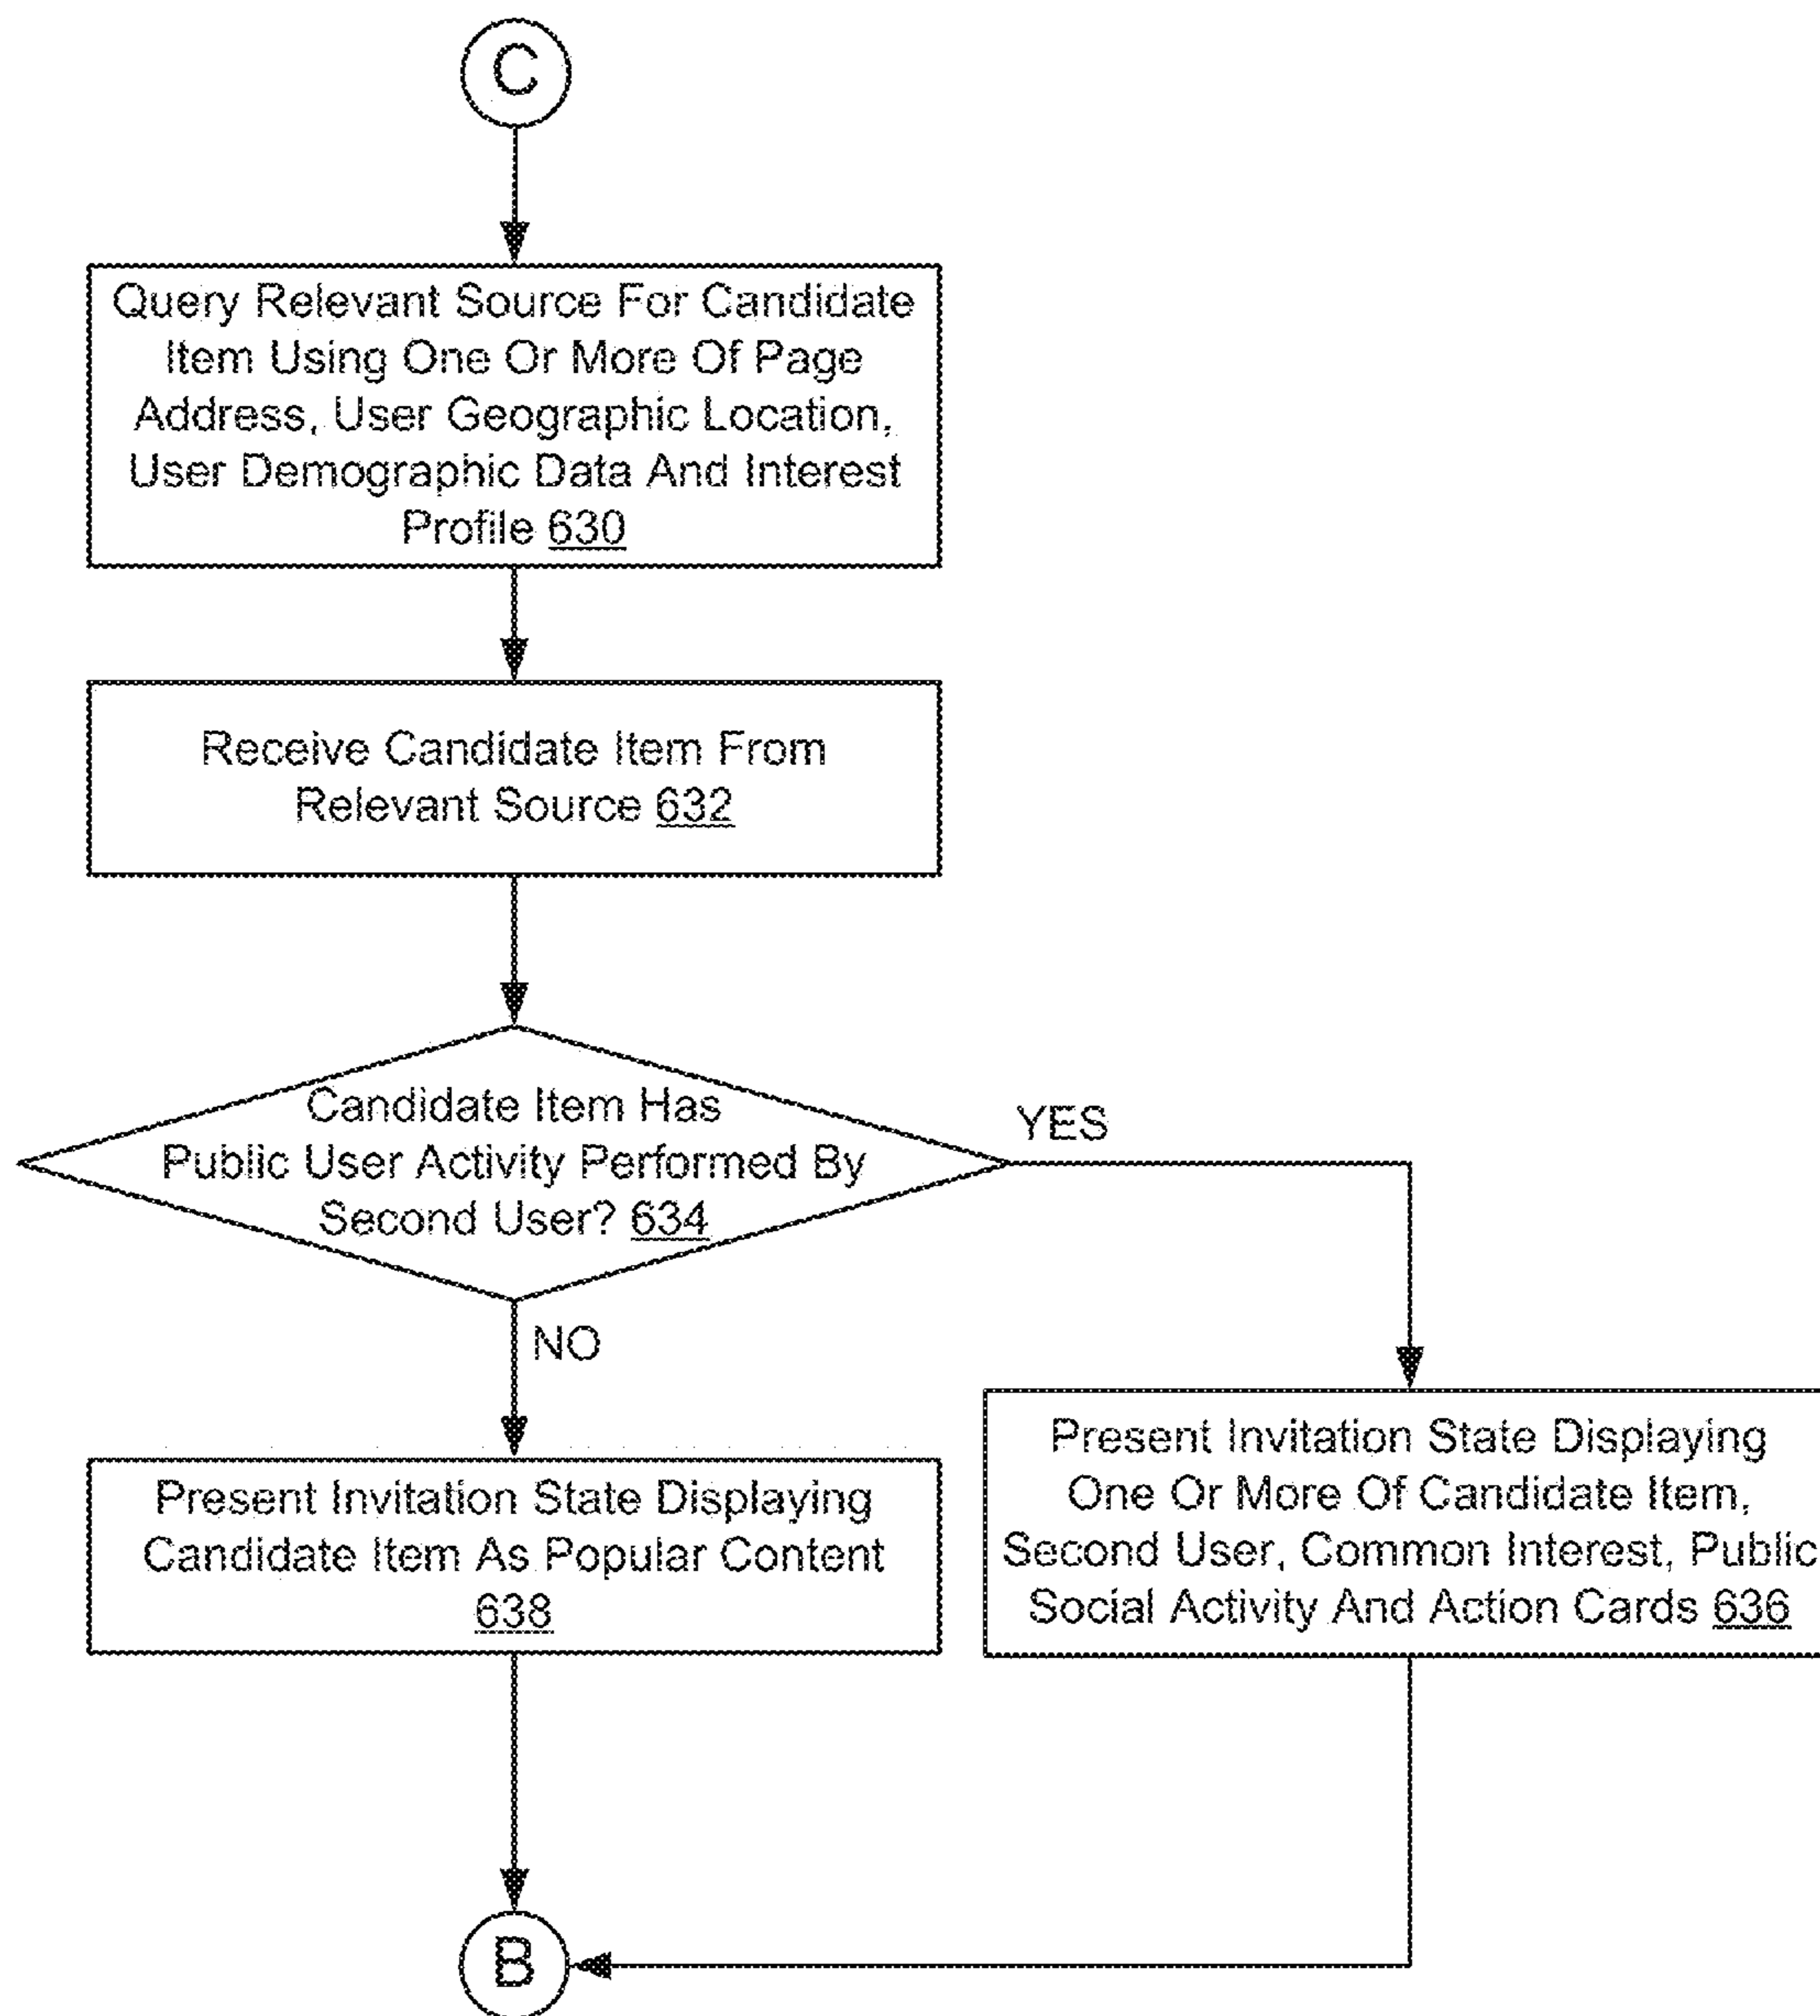 C
Query Relevant Source For Candidate
Item Using One Or More Of Page
Address, User Geographic Location,
User Demographic Data And Interest
Profile 630
Receive Candidate Item From
Relevant Source 632
Candidate Item Has
Public User Activity Performed By
Second User? 634
YES
NO
Present Invitation State Displaying
One Or More Of Candidate Item,
Second User, Common Interest, Public
Social Activity And Action Cards 636
Present Invitation State Displaying
Candidate Item As Popular Content
638
B